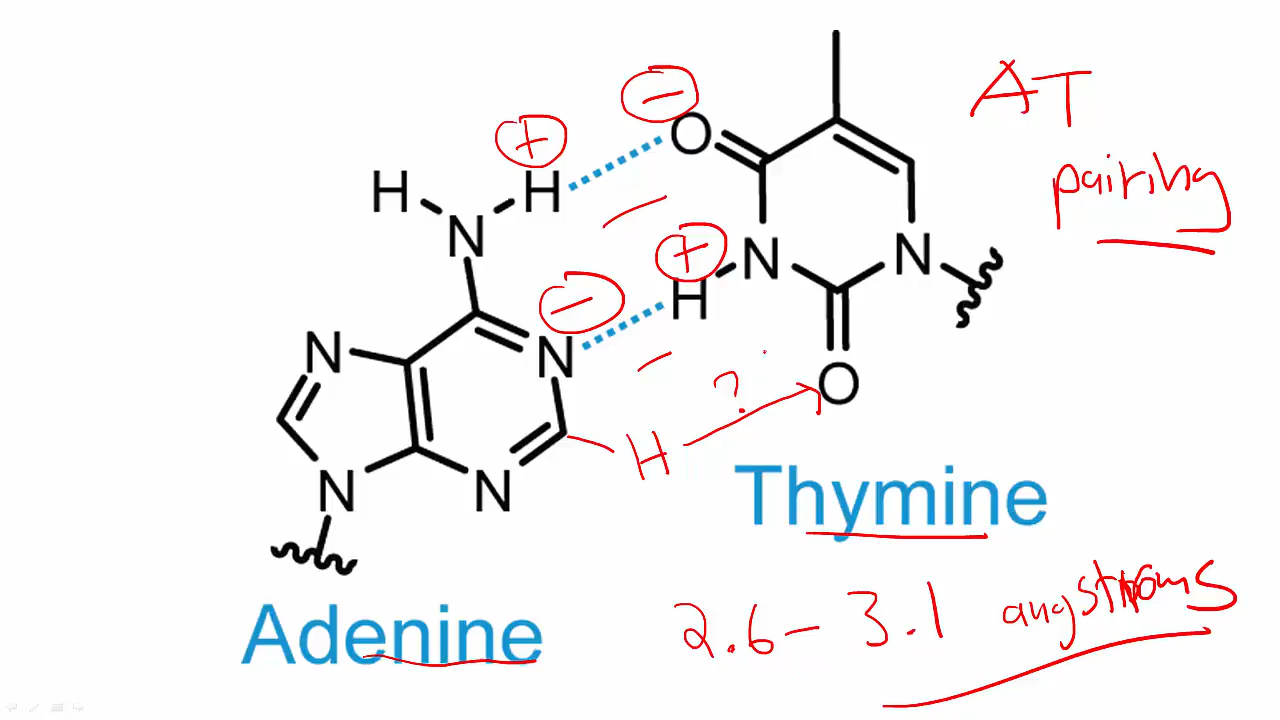 AT
pairing
O
H H
N
H N N
N N
O
?
H
N N
Thymine
2.6 - 3.1 angstroms
Adenine